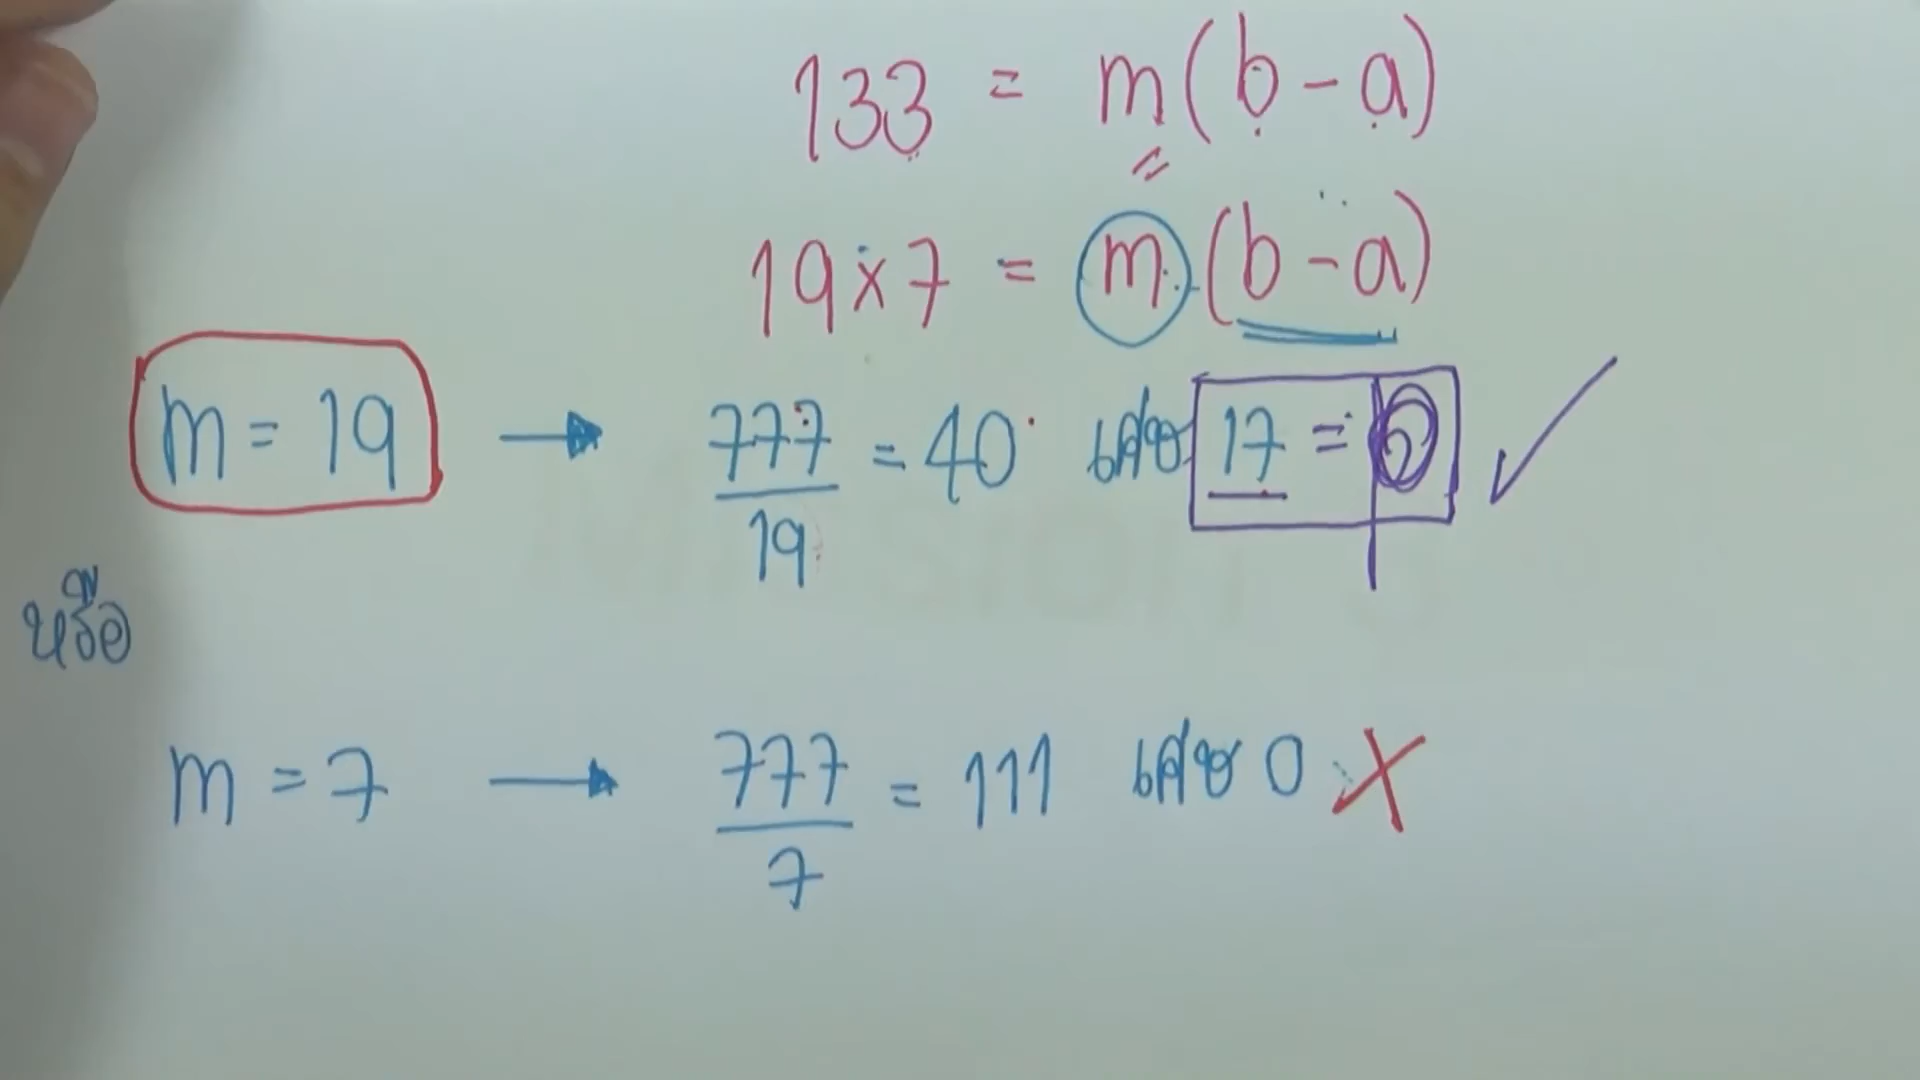 133 = m(b-a)
19×7 = m(b-a)
m = 19 → 777/19 = 40 เศษ 17 =
หรือ
m = 7 → 777/7 = 111 เศษ 0 ✗